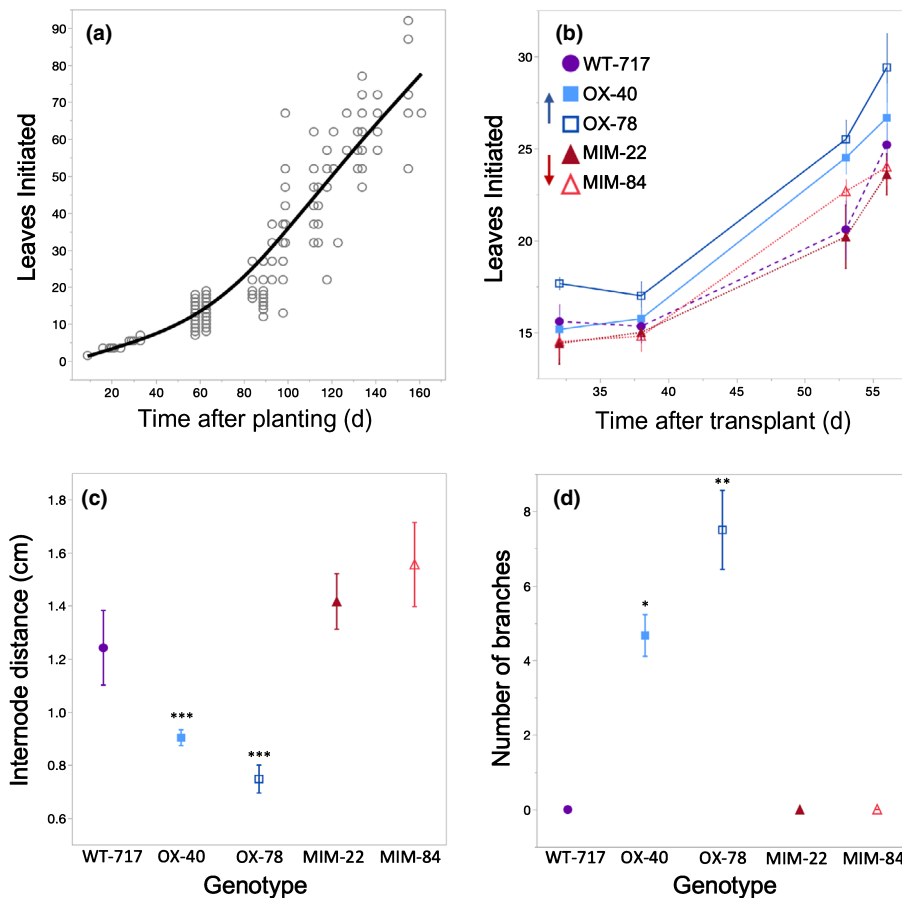 (a)
Leaves Initiated
90
80
70
60
50
40
30
20
10
0
20 40 60 80 100 120 140 160
Time after planting (d)
(b)
WT-717
OX-40
OX-78
MIM-22
MIM-84
Leaves Initiated
30
25
20
15
35 40 45 50 55
Time after transplant (d)
(c)
Internode distance (cm)
1.8
1.6
1.4
1.2
1.0
0.8
0.6
***
***
WT-717 OX-40 OX-78 MIM-22 MIM-84
Genotype
(d)
Number of branches
8
6
4
2
0
*
**
WT-717 OX-40 OX-78 MIM-22 MIM-84
Genotype